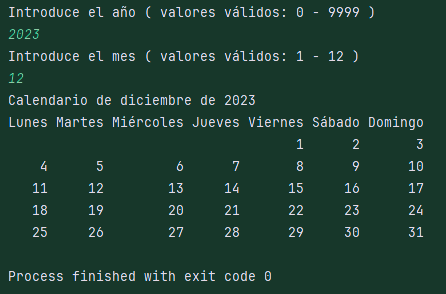 Introduce el año ( valores válidos: 0 - 9999 )
2023
Introduce el mes ( valores válidos: 1 - 12 )
12
Calendario de diciembre de 2023
Lunes Martes Miércoles Jueves Viernes Sábado Domingo
1 2 3
4 5 6 7 8 9 10
11 12 13 14 15 16 17
18 19 20 21 22 23 24
25 26 27 28 29 30 31
Process finished with exit code 0